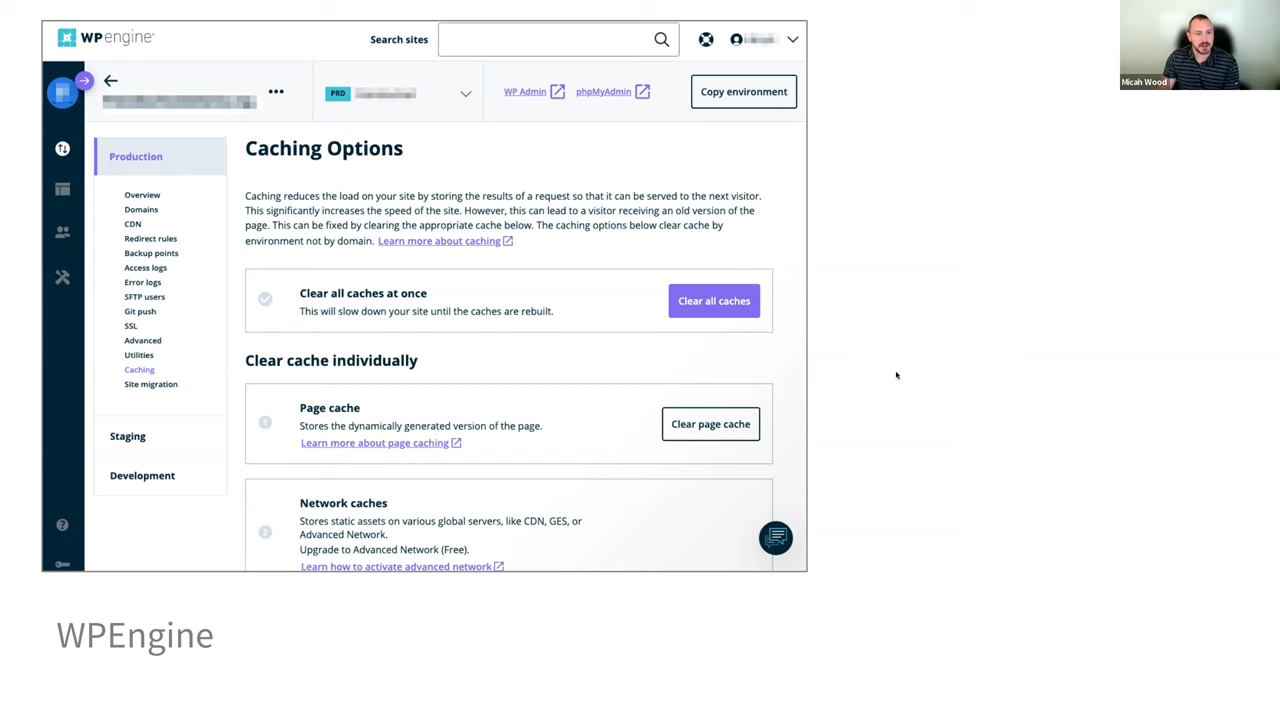 WPengine
Search sites
Micah Wood
PRD
WP Admin
phpMyAdmin
Copy environment
Production
Overview
Domains
CDN
Redirect rules
Backup points
Access logs
Error logs
SFTP users
Git push
SSL
Advanced
Utilities
Caching
Site migration
Staging
Development
Caching Options
Caching reduces the load on your site by storing the results of a request so that it can be served to the next visitor.
This significantly increases the speed of the site. However, this can lead to a visitor receiving an old version of the
page. This can be fixed by clearing the appropriate cache below. The caching options below clear cache by
environment not by domain. Learn more about caching
Clear all caches at once
This will slow down your site until the caches are rebuilt.
Clear all caches
Clear cache individually
1
Page cache
Stores the dynamically generated version of the page.
Learn more about page caching
Clear page cache
2
Network caches
Stores static assets on various global servers, like CDN, GES, or
Advanced Network.
Upgrade to Advanced Network (Free).
Learn how to activate advanced network
WPEngine